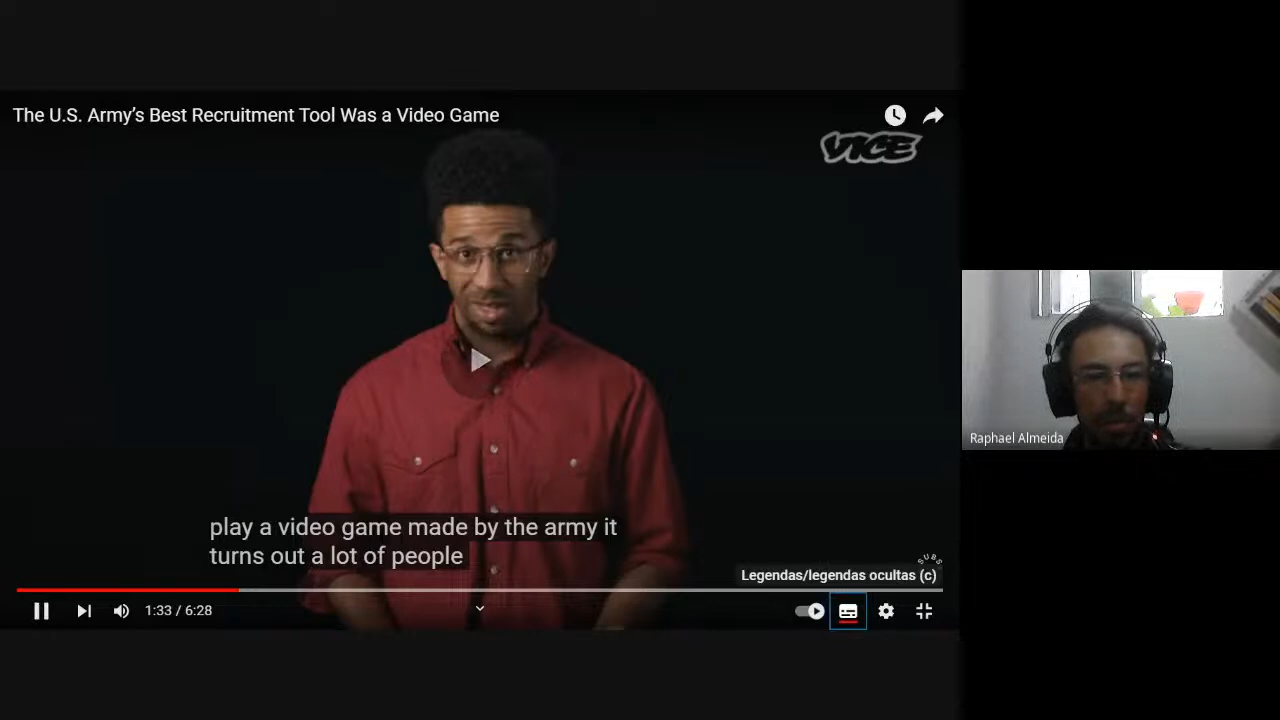 The U.S. Army’s Best Recruitment Tool Was a Video Game
VICE
Raphael Almeida
play a video game made by the army it
turns out a lot of people
SUBS
Legendas/legendas ocultas (c)
1:33 / 6:28